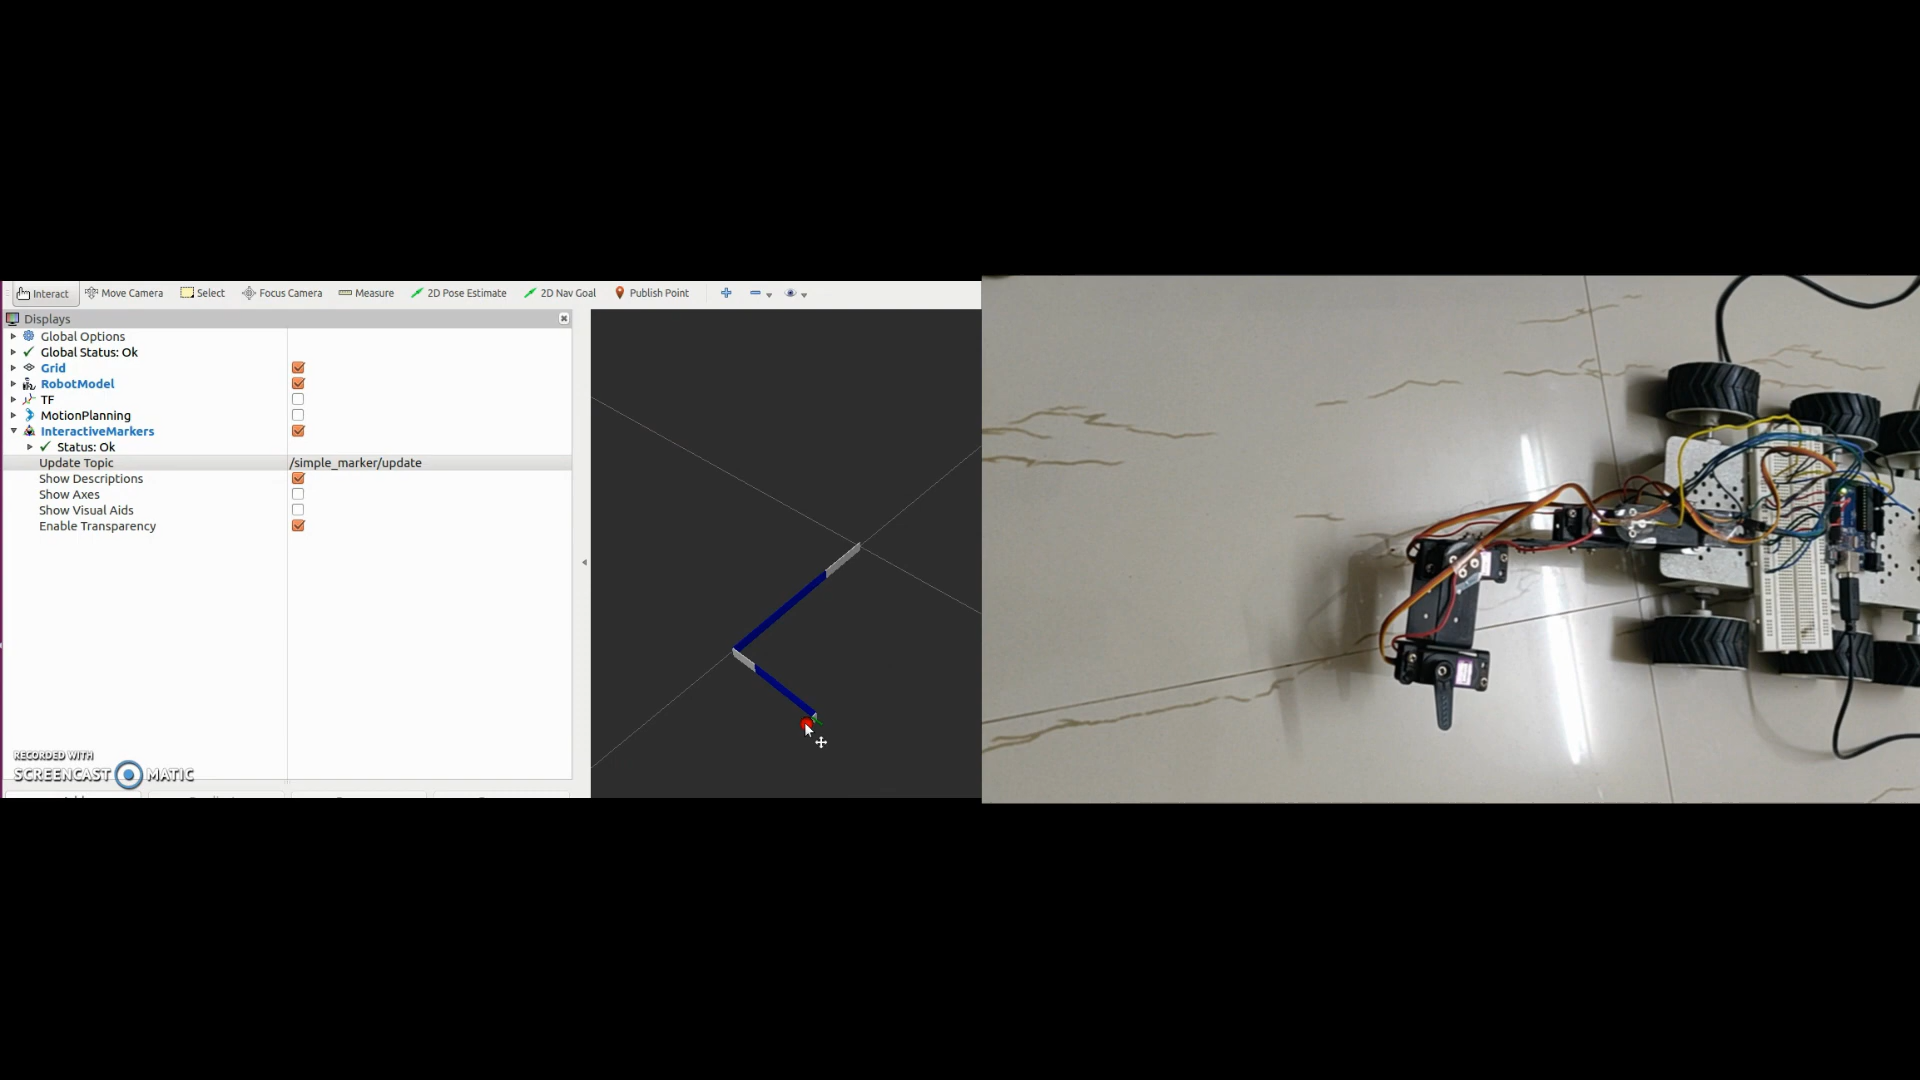 Interact Move Camera Select Focus Camera Measure 2D Pose Estimate 2D Nav Goal Publish Point
Displays
Global Options
Global Status: Ok
Grid
RobotModel
TF
MotionPlanning
InteractiveMarkers
Status: Ok
Update Topic /simple_marker/update
Show Descriptions
Show Axes
Show Visual Aids
Enable Transparency
RECORDED WITH
SCREENCAST MATIC